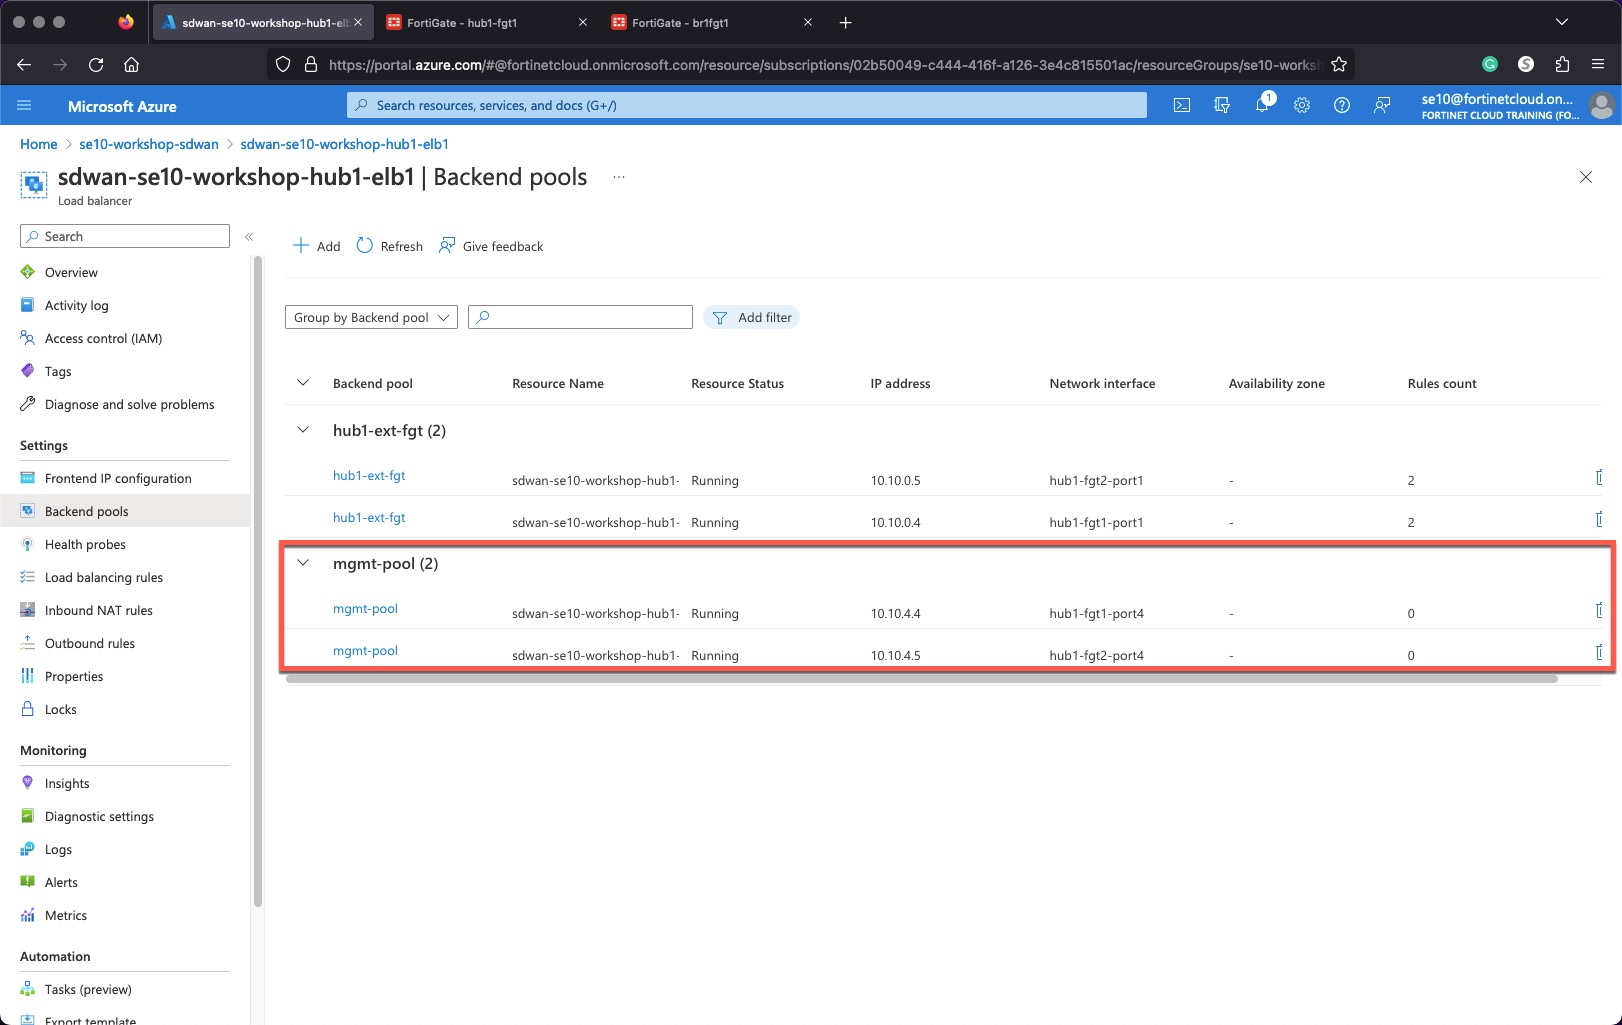 sdwan-se10-workshop-hub1-elb
FortiGate - hub1-fgt1
FortiGate - br1fgt1
https://portal.azure.com/#@fortinetcloud.onmicrosoft.com/resource/subscriptions/02b50049-c444-416f-a126-3e4c815501ac/resourceGroups/se10-worksh
Microsoft Azure
Search resources, services, and docs (G+/)
1
se10@fortinetcloud.on...
FORTINET CLOUD TRAINING (FO...
Home > se10-workshop-sdwan > sdwan-se10-workshop-hub1-elb1
sdwan-se10-workshop-hub1-elb1 | Backend pools ...
Load balancer
Search
«
Add
Refresh
Give feedback
Overview
Activity log
Access control (IAM)
Tags
Diagnose and solve problems
Settings
Frontend IP configuration
Backend pools
Health probes
Load balancing rules
Inbound NAT rules
Outbound rules
Properties
Locks
Monitoring
Insights
Diagnostic settings
Logs
Alerts
Metrics
Automation
Tasks (preview)
Export template
Group by Backend pool
Add filter
Backend pool Resource Name Resource Status IP address Network interface Availability zone Rules count
hub1-ext-fgt (2)
hub1-ext-fgt sdwan-se10-workshop-hub1- Running 10.10.0.5 hub1-fgt2-port1 - 2
hub1-ext-fgt sdwan-se10-workshop-hub1- Running 10.10.0.4 hub1-fgt1-port1 - 2
mgmt-pool (2)
mgmt-pool sdwan-se10-workshop-hub1- Running 10.10.4.4 hub1-fgt1-port4 - 0
mgmt-pool sdwan-se10-workshop-hub1- Running 10.10.4.5 hub1-fgt2-port4 - 0